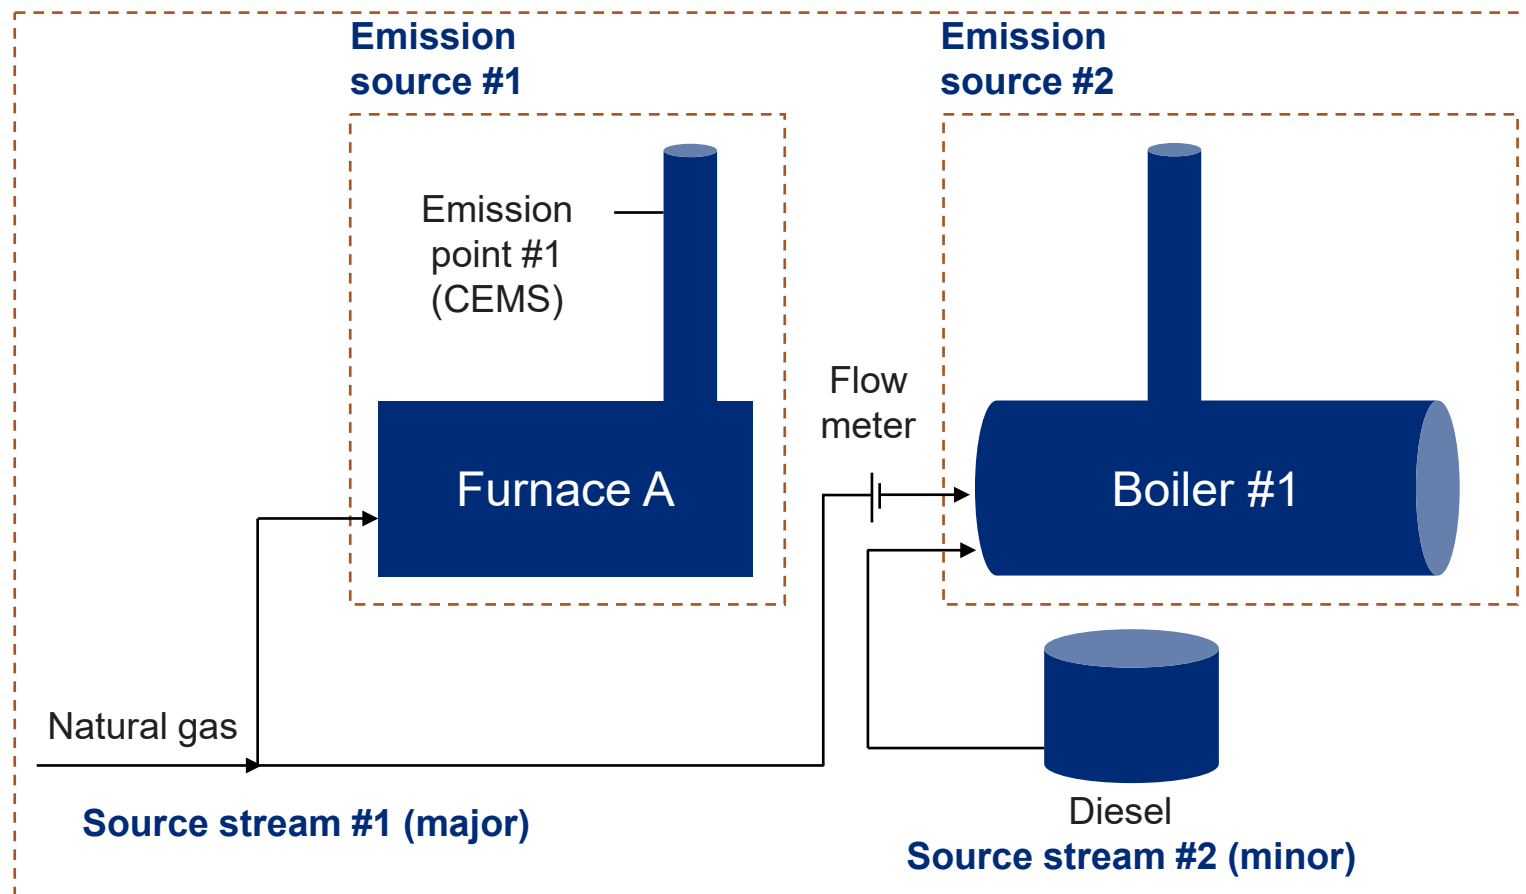 Emission
source #1
Emission
source #2
Emission
point #1
(CEMS)
Flow
meter
Furnace A
Boiler #1
Natural gas
Source stream #1 (major)
Diesel
Source stream #2 (minor)